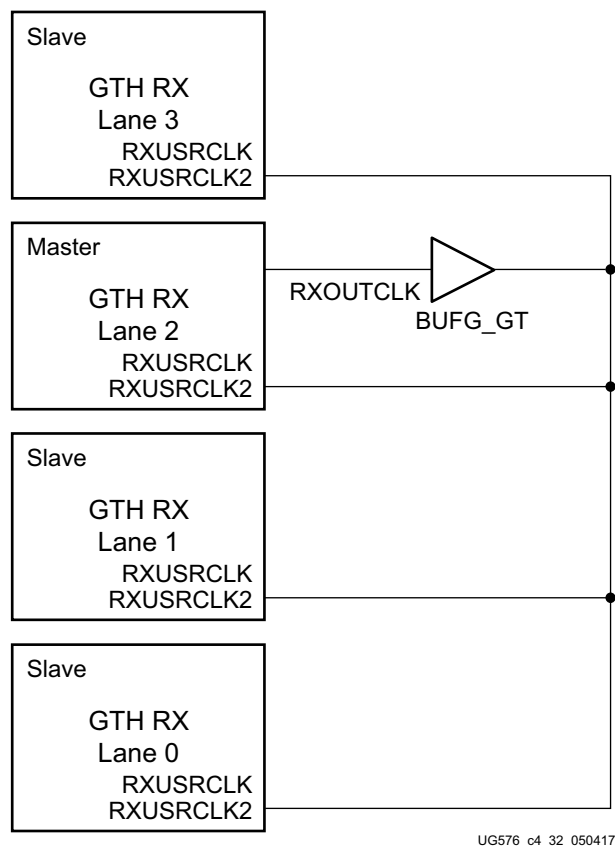 Slave
GTH RX
Lane 3
RXUSRCLK
RXUSRCLK2
Master
GTH RX
Lane 2
RXUSRCLK
RXUSRCLK2
RXOUTCLK
BUFG_GT
Slave
GTH RX
Lane 1
RXUSRCLK
RXUSRCLK2
Slave
GTH RX
Lane 0
RXUSRCLK
RXUSRCLK2
UG576_c4_32_050417